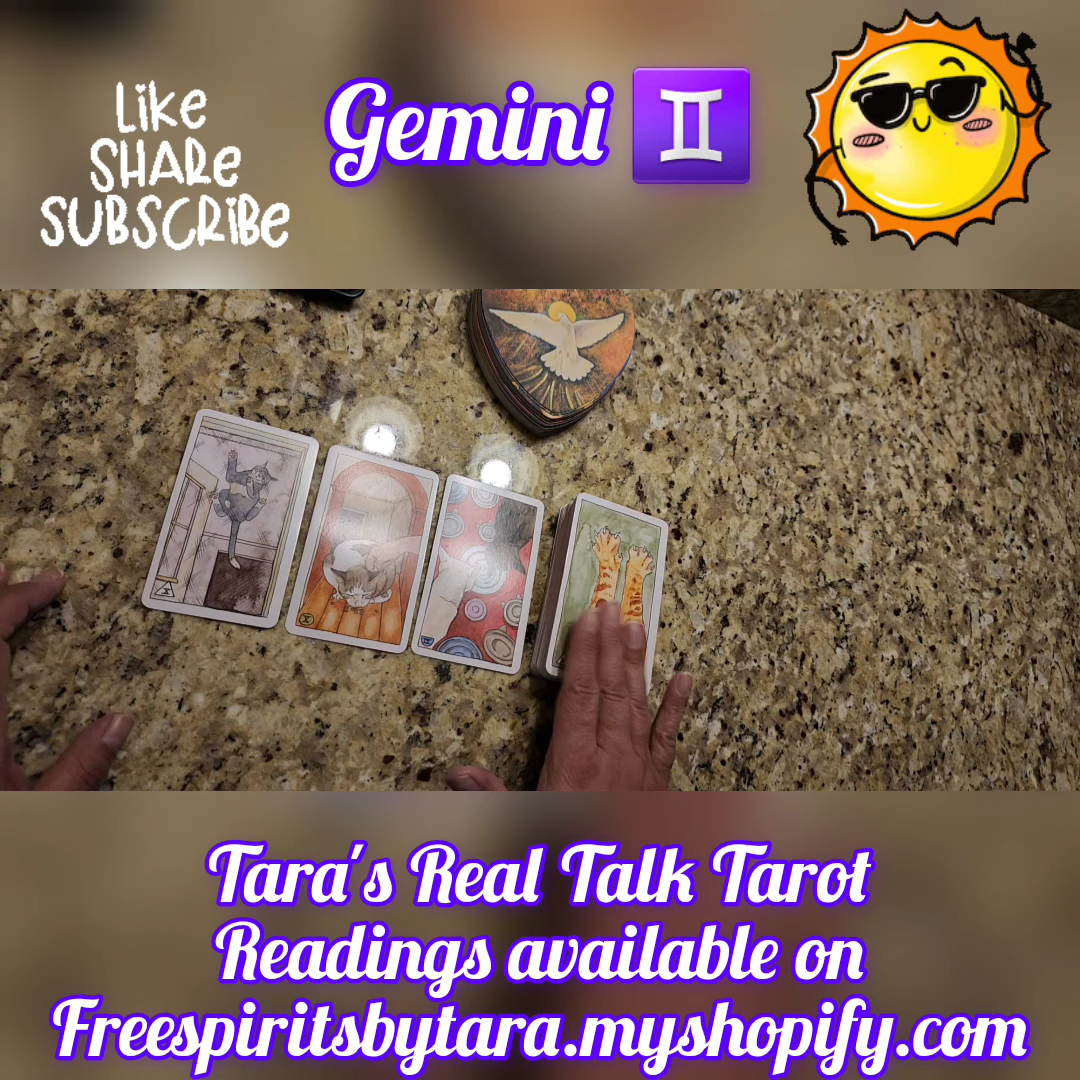 Like
SHARe
SUBSCRiBe
Gemini ♊
Tara's Real Talk Tarot
Readings available on
Freespiritsbytara.myshopify.com